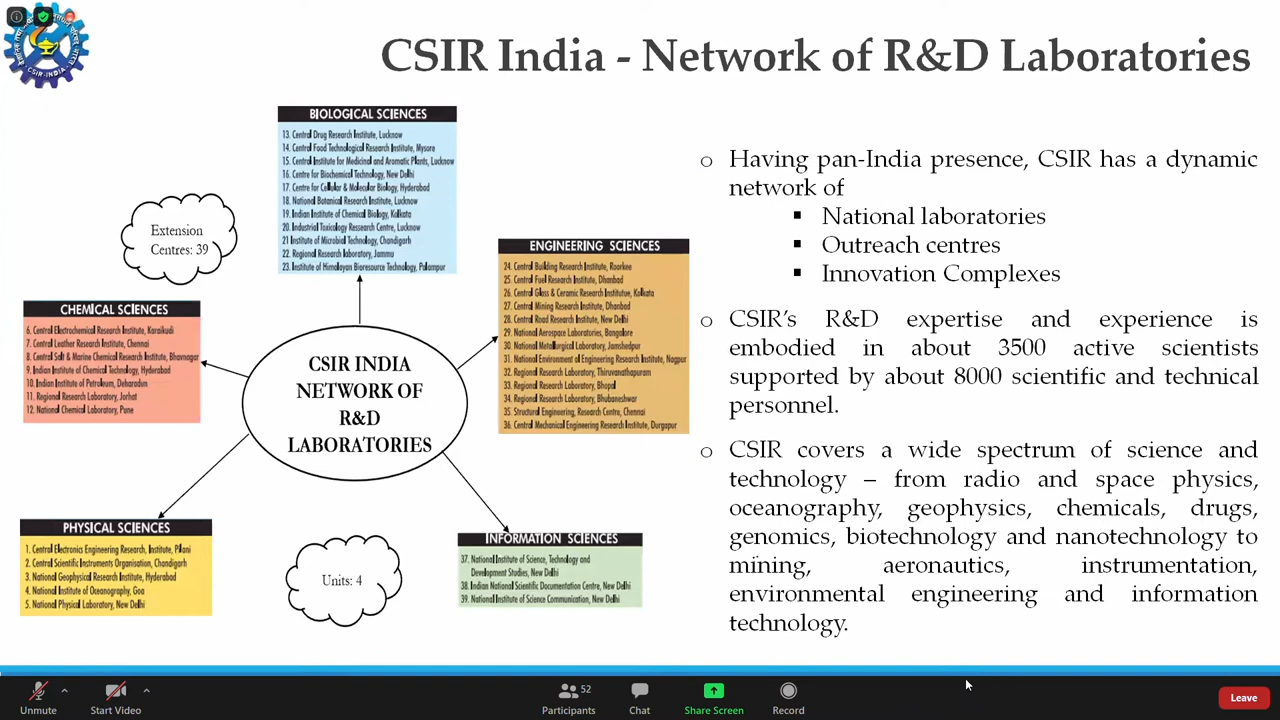 CSIR-INDIA
CSIR India - Network of R&D Laboratories
BIOLOGICAL SCIENCES
13. Central Drug Research Institute, Lucknow
14. Central Food Technological Research Institute, Mysore
15. Central Institute for Medicinal and Aromatic Plants, Lucknow
16. Centre for Biochemical Technology, New Delhi
17. Centre for Cellular & Molecular Biology, Hyderabad
18. National Botanical Research Institute, Lucknow
19. Indian Institute of Chemical Biology, Kolkata
20. Industrial Toxicology Ressearch Centre, Lucknow
21 Institute of Microbial Technology, Chandigarh
22. Regional Research Laboratory, Jammu
23. Institute of Himalayan Bioresource Technology, Palampur
Extension
Centres: 39
ENGINEERING SCIENCES
24. Central Building Research Institute, Roorkee
25. Central Fuel Research Institute, Dhanbad
26. Central Glass & Ceramic Research Institutue, Kolkata
27. Central Mining Research Institute, Dhanbad
28. Central Road Research Institute, New Delhi
29. National Aerospace Laboratories, Bangalore
30. National Metallurgical Laboratory, Jamshedpur
31. National Environment al Engineering Research Institute, Nagpur
32. Regional Research Laboratory, Thiruvanathapuram
33. Regional Research Laboratory, Bhopal
34. Regional Research Laboratory, Bhubaneshwar
35. Structural Engineering, Research Centre, Chennai
36. Central Mechanical Engineering Research Institute, Durgapur
CHEMICAL SCIENCES
6. Central Electrochemical Research Institute, Karaikudi
7. Central Leather Research Institute, Chennai
8. Central Salt & Marine Chemical Research Institute, Bhavnagar
9. Indian Institute of Chemical Technology, Hyderabad
10. Indian Institute of Petroleum, Deharadun
11. Regional Research Laboratory, Jorhat
12. National Chemical Laboratory, Pune
CSIR INDIA
NETWORK OF
R&D
LABORATORIES
PHYSICAL SCIENCES
1. Central Electronics Engineering Research, Institute, Pilani
2. Central Scientific Instruments Organisation, Chandigarh
3. National Geophysical Research Institute, Hyderabad
4. National Institute of Oceanography, Goa
5. National Physical Laboratory, New Delhi
Units: 4
INFORMATION SCIENCES
37. National Institute of Science, Technology and
Development Studies, New Delhi
38. Indian National Scientific Documentation Centre, New Delhi
39. National Institute of Science Communication, New Delhi
o Having pan-India presence, CSIR has a dynamic
network of
▪ National laboratories
▪ Outreach centres
▪ Innovation Complexes
o CSIR's R&D expertise and experience is
embodied in about 3500 active scientists
supported by about 8000 scientific and technical
personnel.
o CSIR covers a wide spectrum of science and
technology – from radio and space physics,
oceanography, geophysics, chemicals, drugs,
genomics, biotechnology and nanotechnology to
mining, aeronautics, instrumentation,
environmental engineering and information
technology.
Unmute
Start Video
52
Participants
Chat
Share Screen
Record
Leave